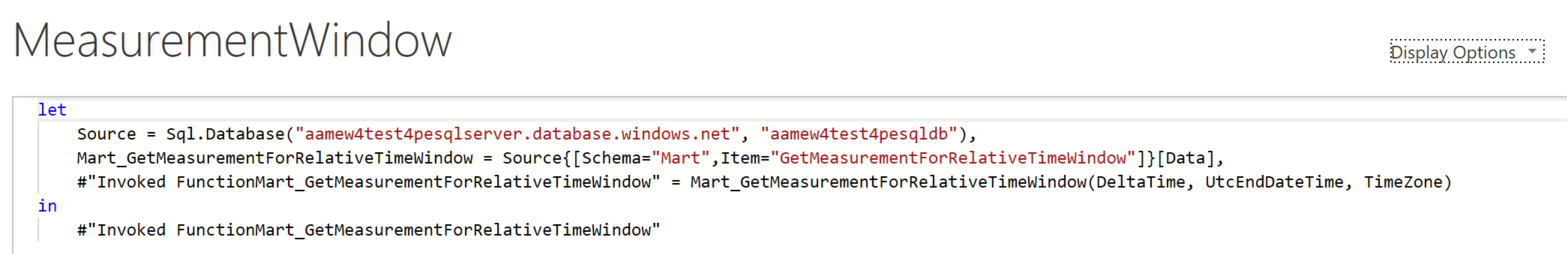 MeasurementWindow
Display Options
let
Source = Sql.Database("aamew4test4pesqlserver.database.windows.net", "aamew4test4pesqldb"),
Mart_GetMeasurementForRelativeTimeWindow = Source{[Schema="Mart",Item="GetMeasurementForRelativeTimeWindow"]}[Data],
#"Invoked FunctionMart_GetMeasurementForRelativeTimeWindow" = Mart_GetMeasurementForRelativeTimeWindow(DeltaTime, UtcEndDateTime, TimeZone)
in
#"Invoked FunctionMart_GetMeasurementForRelativeTimeWindow"